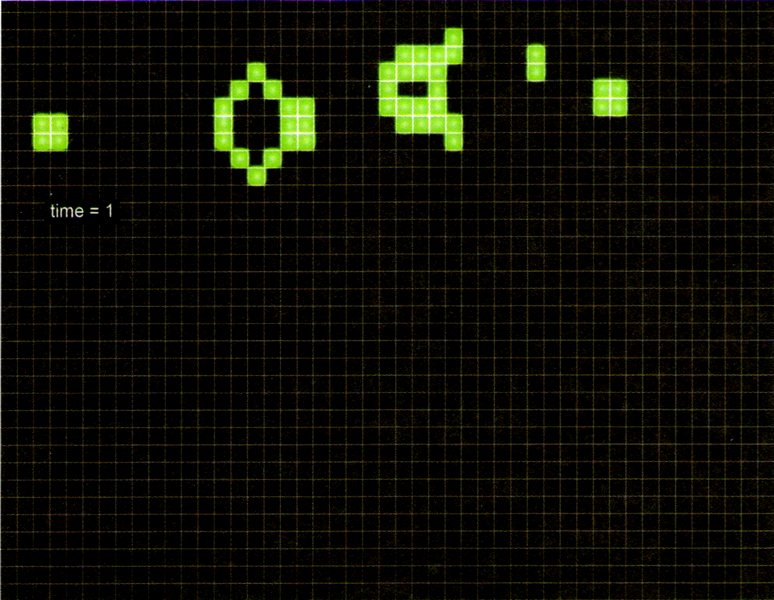 time = 1